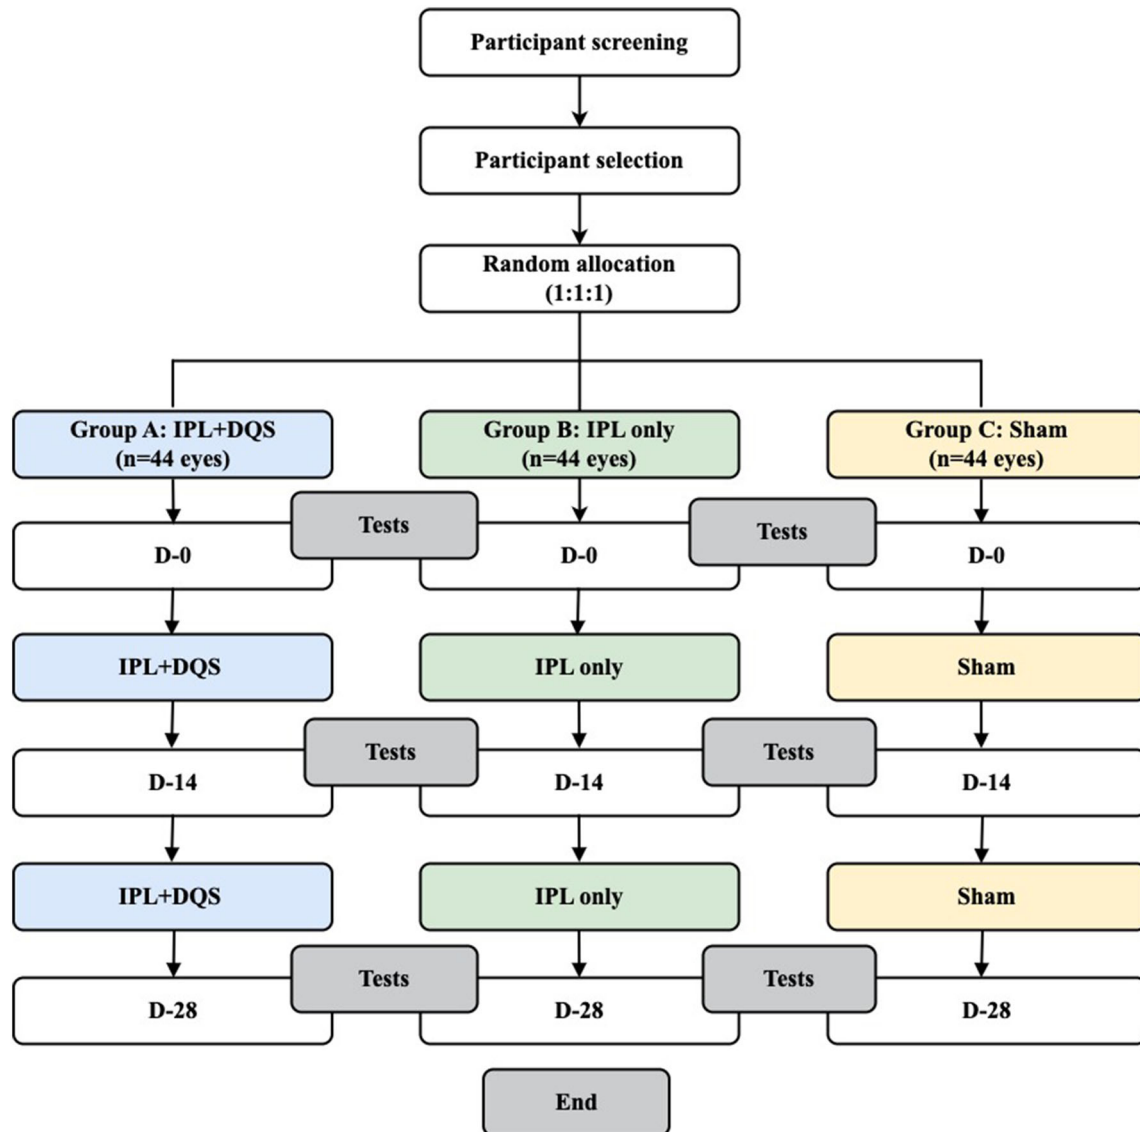 Participant screening
Participant selection
Random allocation
(1:1:1)
Group A: IPL+DQS
(n=44 eyes)
Group B: IPL only
(n=44 eyes)
Group C: Sham
(n=44 eyes)
Tests
Tests
D-0
D-0
D-0
IPL+DQS
IPL only
Sham
Tests
Tests
D-14
D-14
D-14
IPL+DQS
IPL only
Sham
Tests
Tests
D-28
D-28
D-28
End